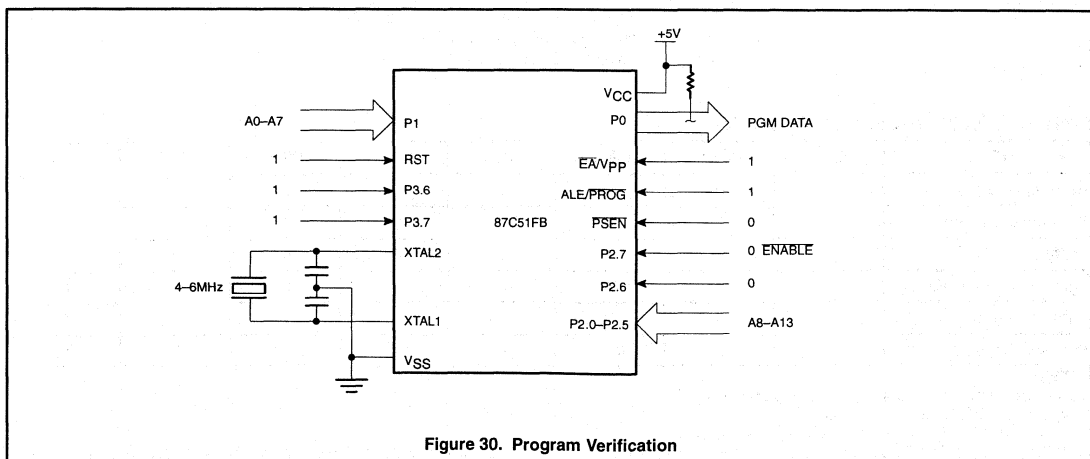 +5V
VCC
P0
PGM DATA
A0–A7
P1
1
RST
EA/VPP
1
1
P3.6
ALE/PROG
1
1
P3.7
87C51FB
PSEN
0
XTAL2
P2.7
0 ENABLE
4–6MHz
P2.6
0
XTAL1
P2.0–P2.5
A8–A13
VSS
Figure 30. Program Verification